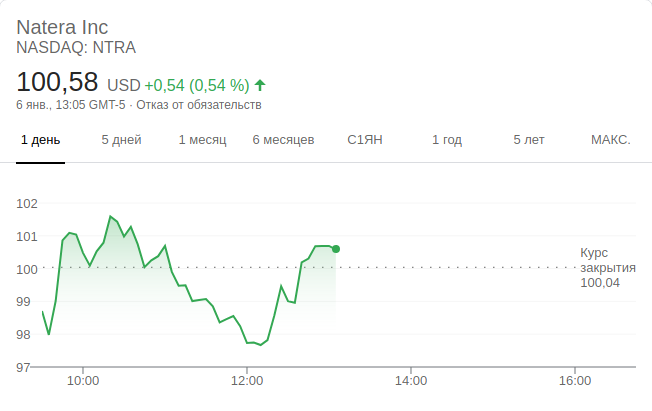 Natera Inc
NASDAQ: NTRA
100,58 USD +0,54 (0,54 %)
6 янв., 13:05 GMT-5 · Отказ от обязательств
1 день 5 дней 1 месяц 6 месяцев С1ЯН 1 год 5 лет МАКС.
102
101
100
99
98
97
Курс
закрытия
100,04
10:00 12:00 14:00 16:00